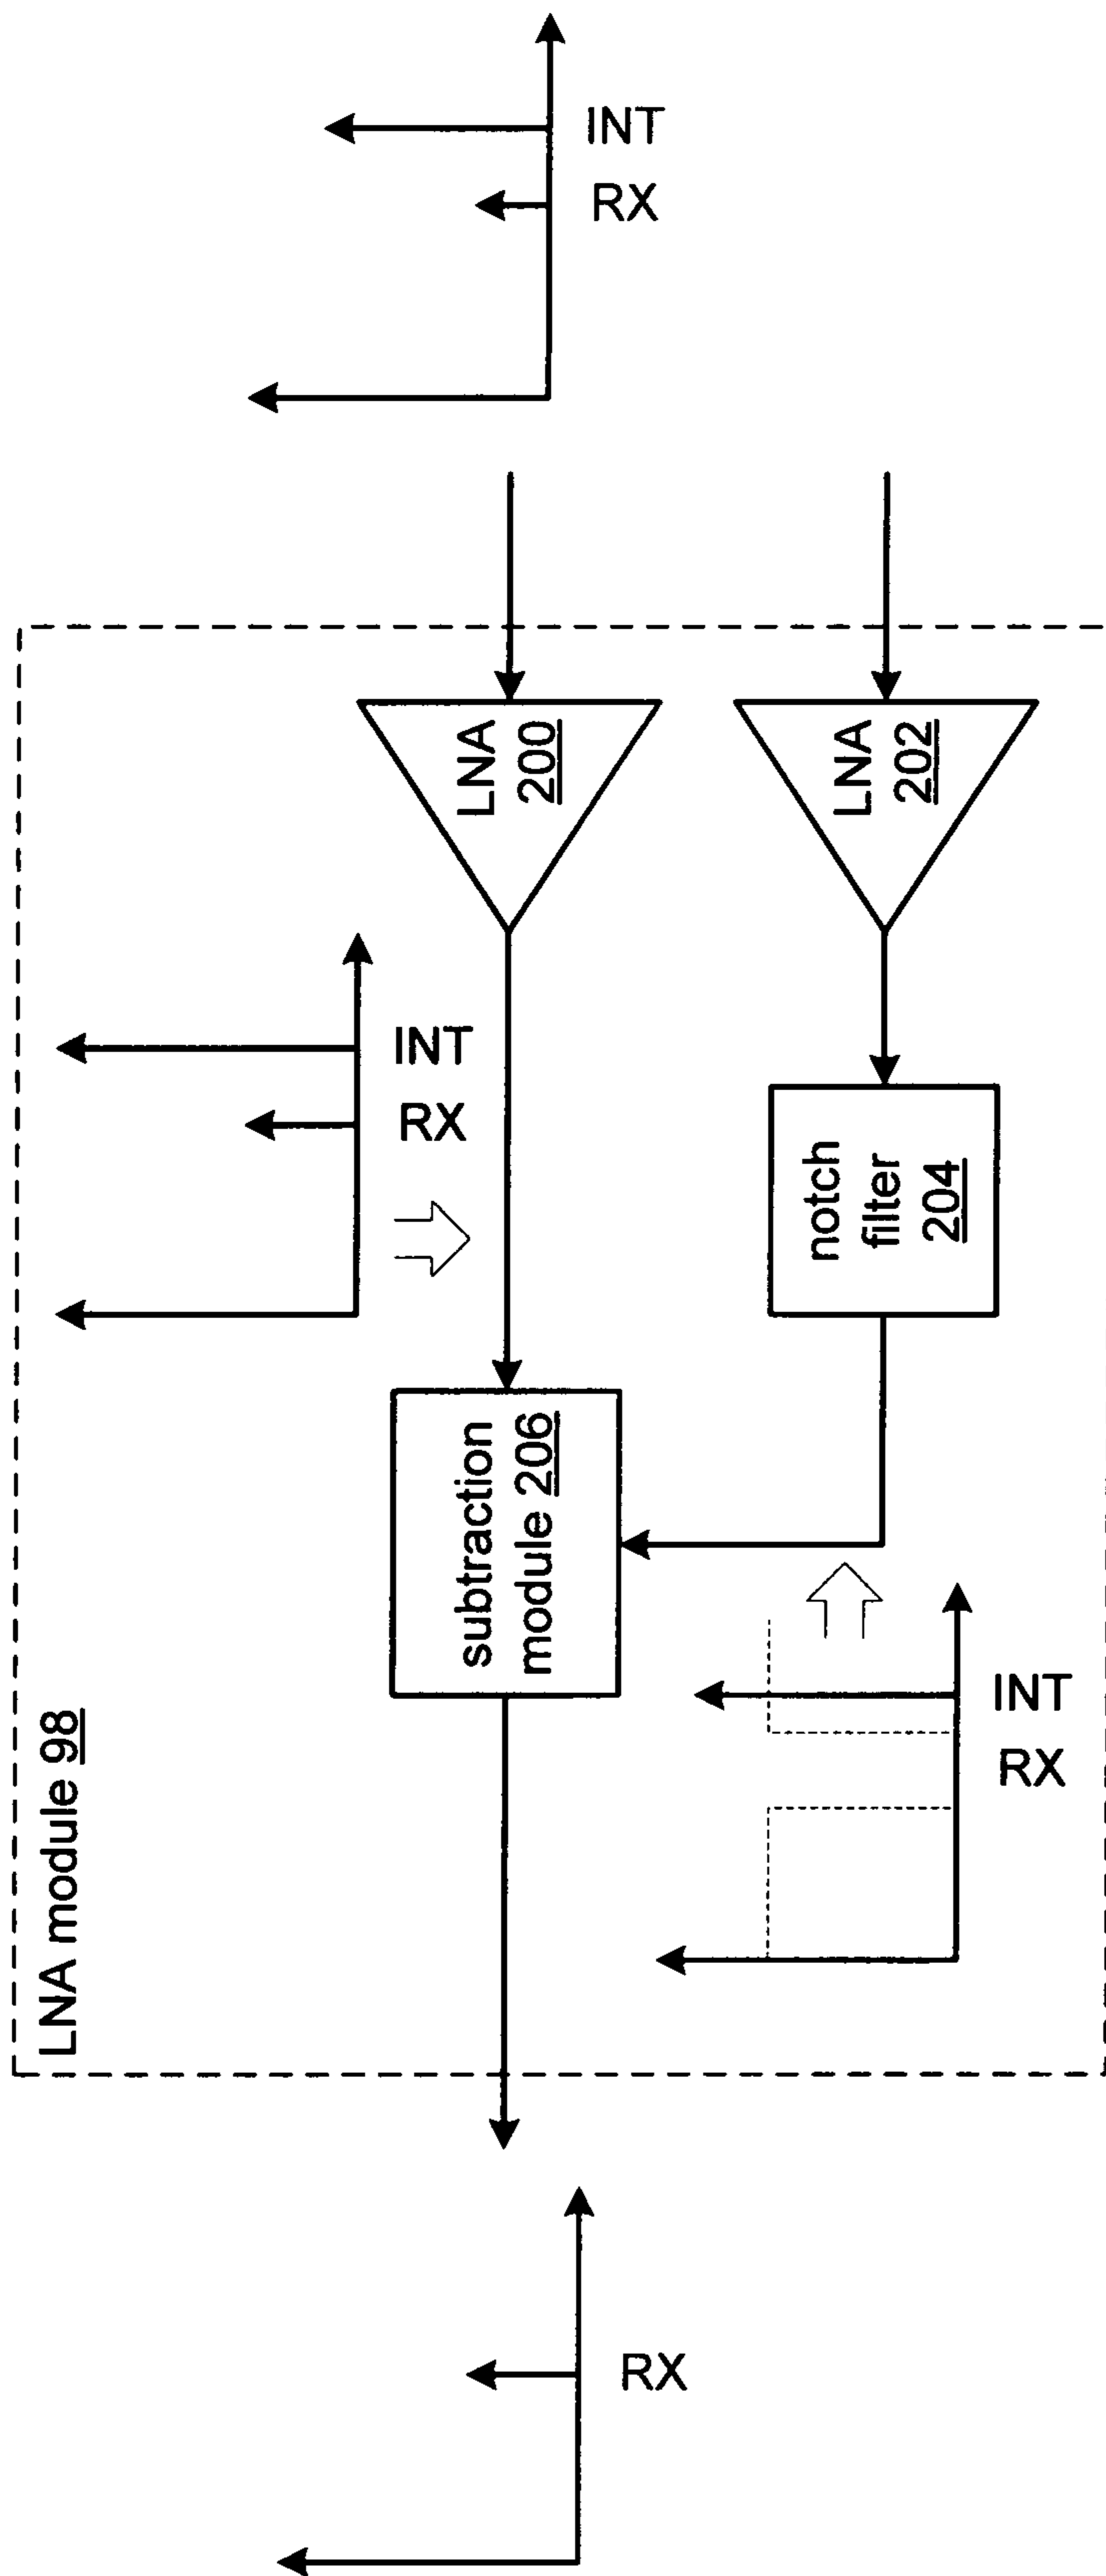 LNA module 98
RX INT
subtraction
module 206
LNA
200
RX INT
RX
notch
filter
204
LNA
202
RX INT